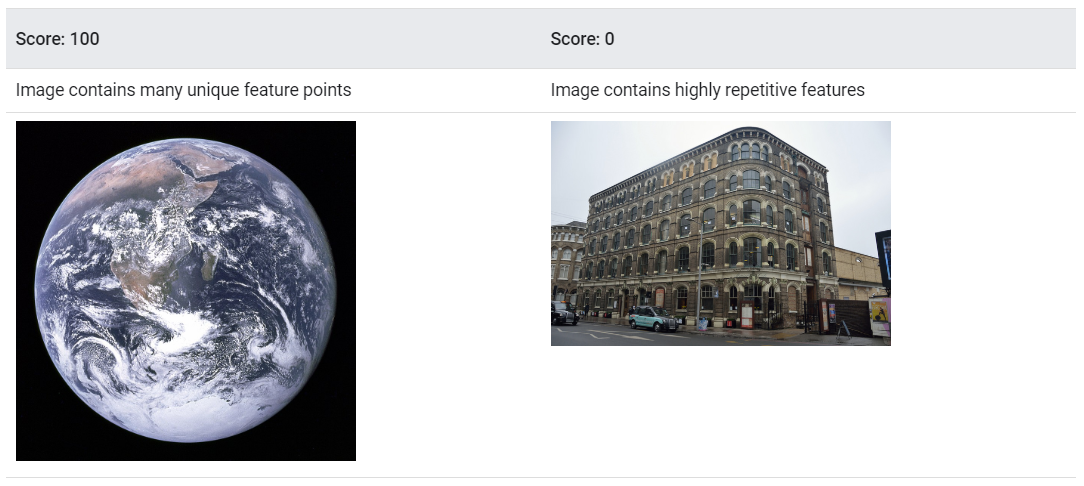 Score: 100
Score: 0
Image contains many unique feature points
Image contains highly repetitive features